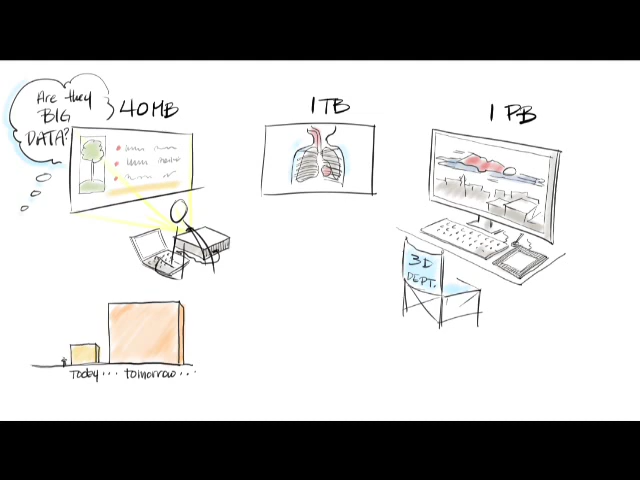 Are they
BIG
DATA?
40MB
1TB
1 PB
3D
DEPT.
Today... tomorrow...